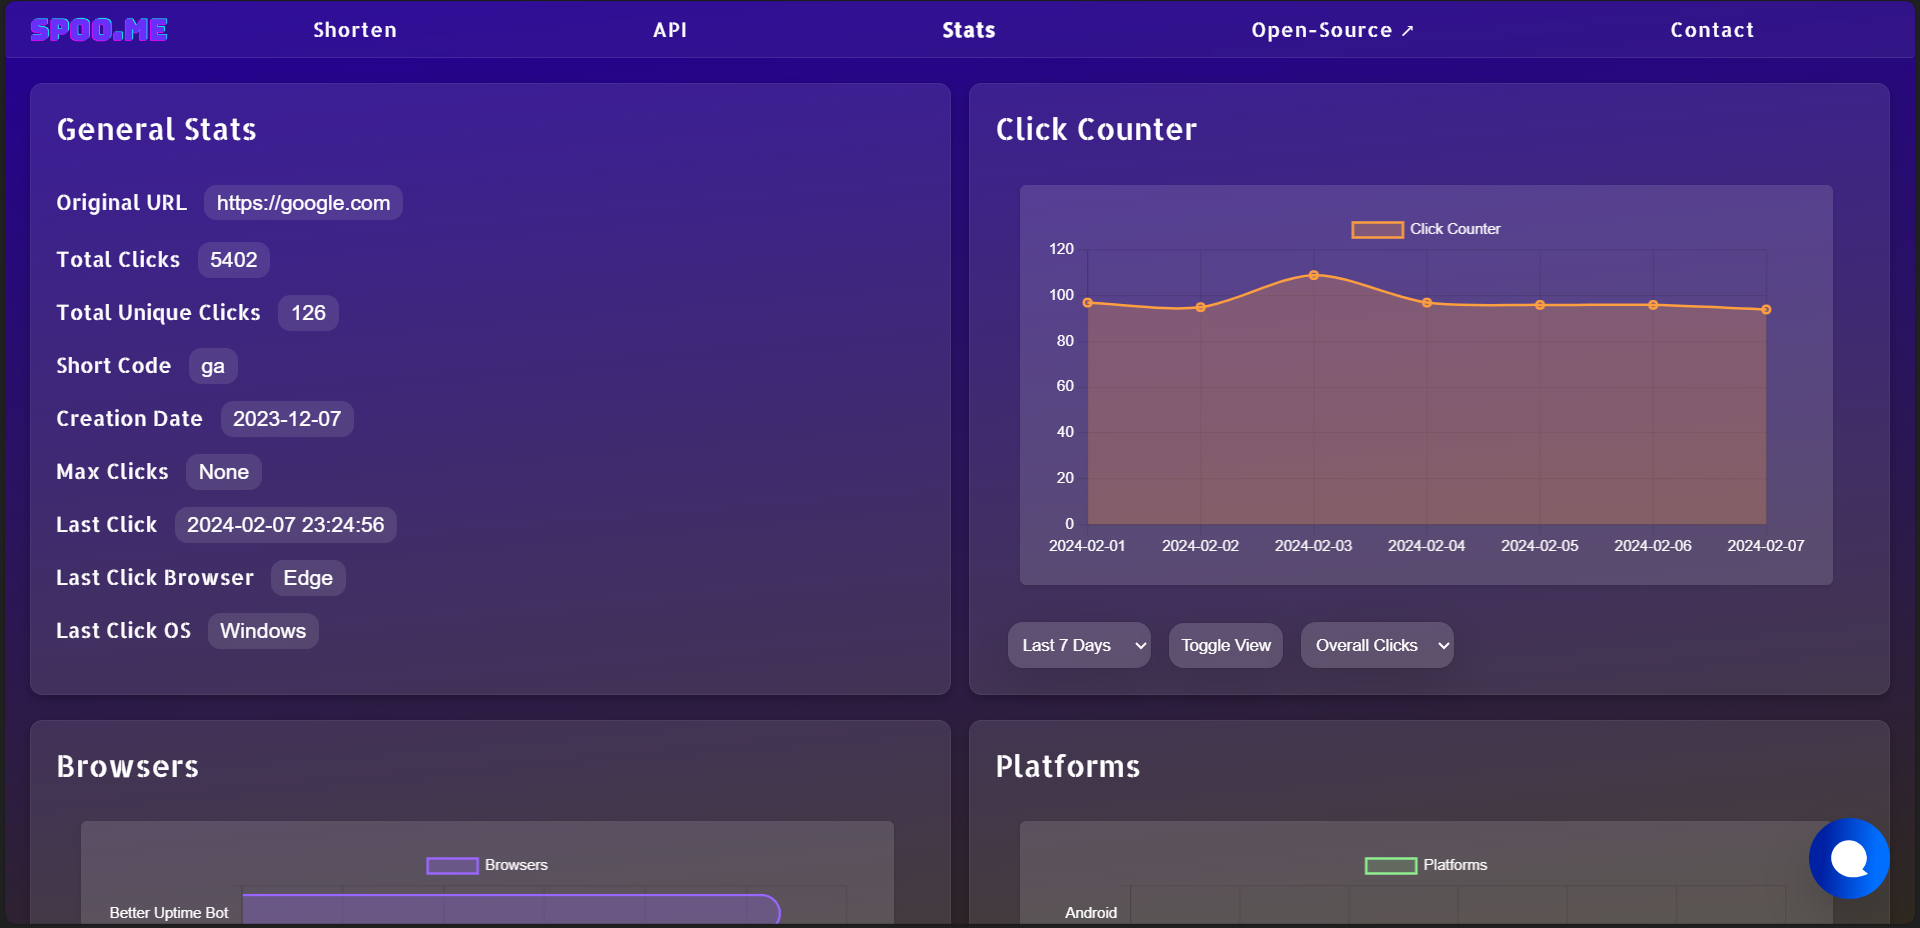 SPOO.ME
Shorten
API
Stats
Open-Source ↗
Contact
General Stats
Original URL https://google.com
Total Clicks 5402
Total Unique Clicks 126
Short Code ga
Creation Date 2023-12-07
Max Clicks None
Last Click 2024-02-07 23:24:56
Last Click Browser Edge
Last Click OS Windows
Click Counter
Click Counter
120
100
80
60
40
20
0
2024-02-01 2024-02-02 2024-02-03 2024-02-04 2024-02-05 2024-02-06 2024-02-07
Last 7 Days
Toggle View
Overall Clicks
Browsers
Browsers
Better Uptime Bot
Platforms
Platforms
Android